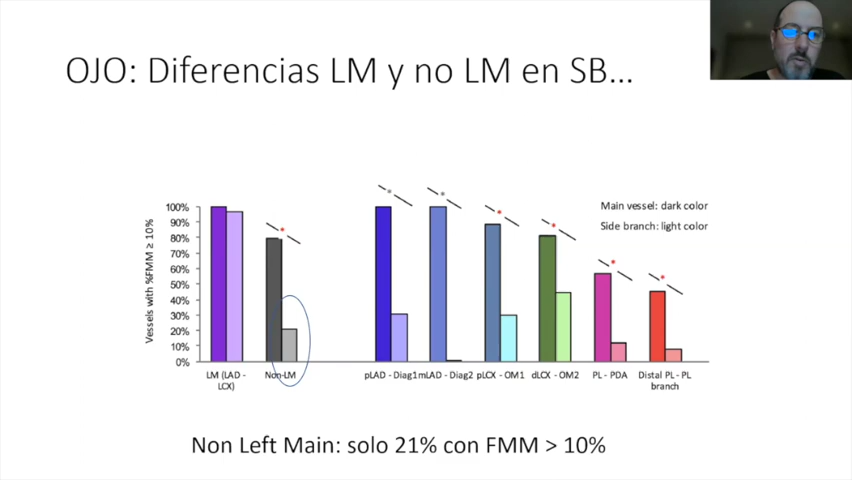 OJO: Diferencias LM y no LM en SB...
Main vessel: dark color
Side branch: light color
Vessels with %FMM ≥ 10%
100%
90%
80%
70%
60%
50%
40%
30%
20%
10%
0%
LM (LAD - LCX)
Non-LM
pLAD - Diag1
mLAD - Diag2
pLCX - OM1
dLCX - OM2
PL - PDA
Distal PL - PL branch
Non Left Main: solo 21% con FMM > 10%